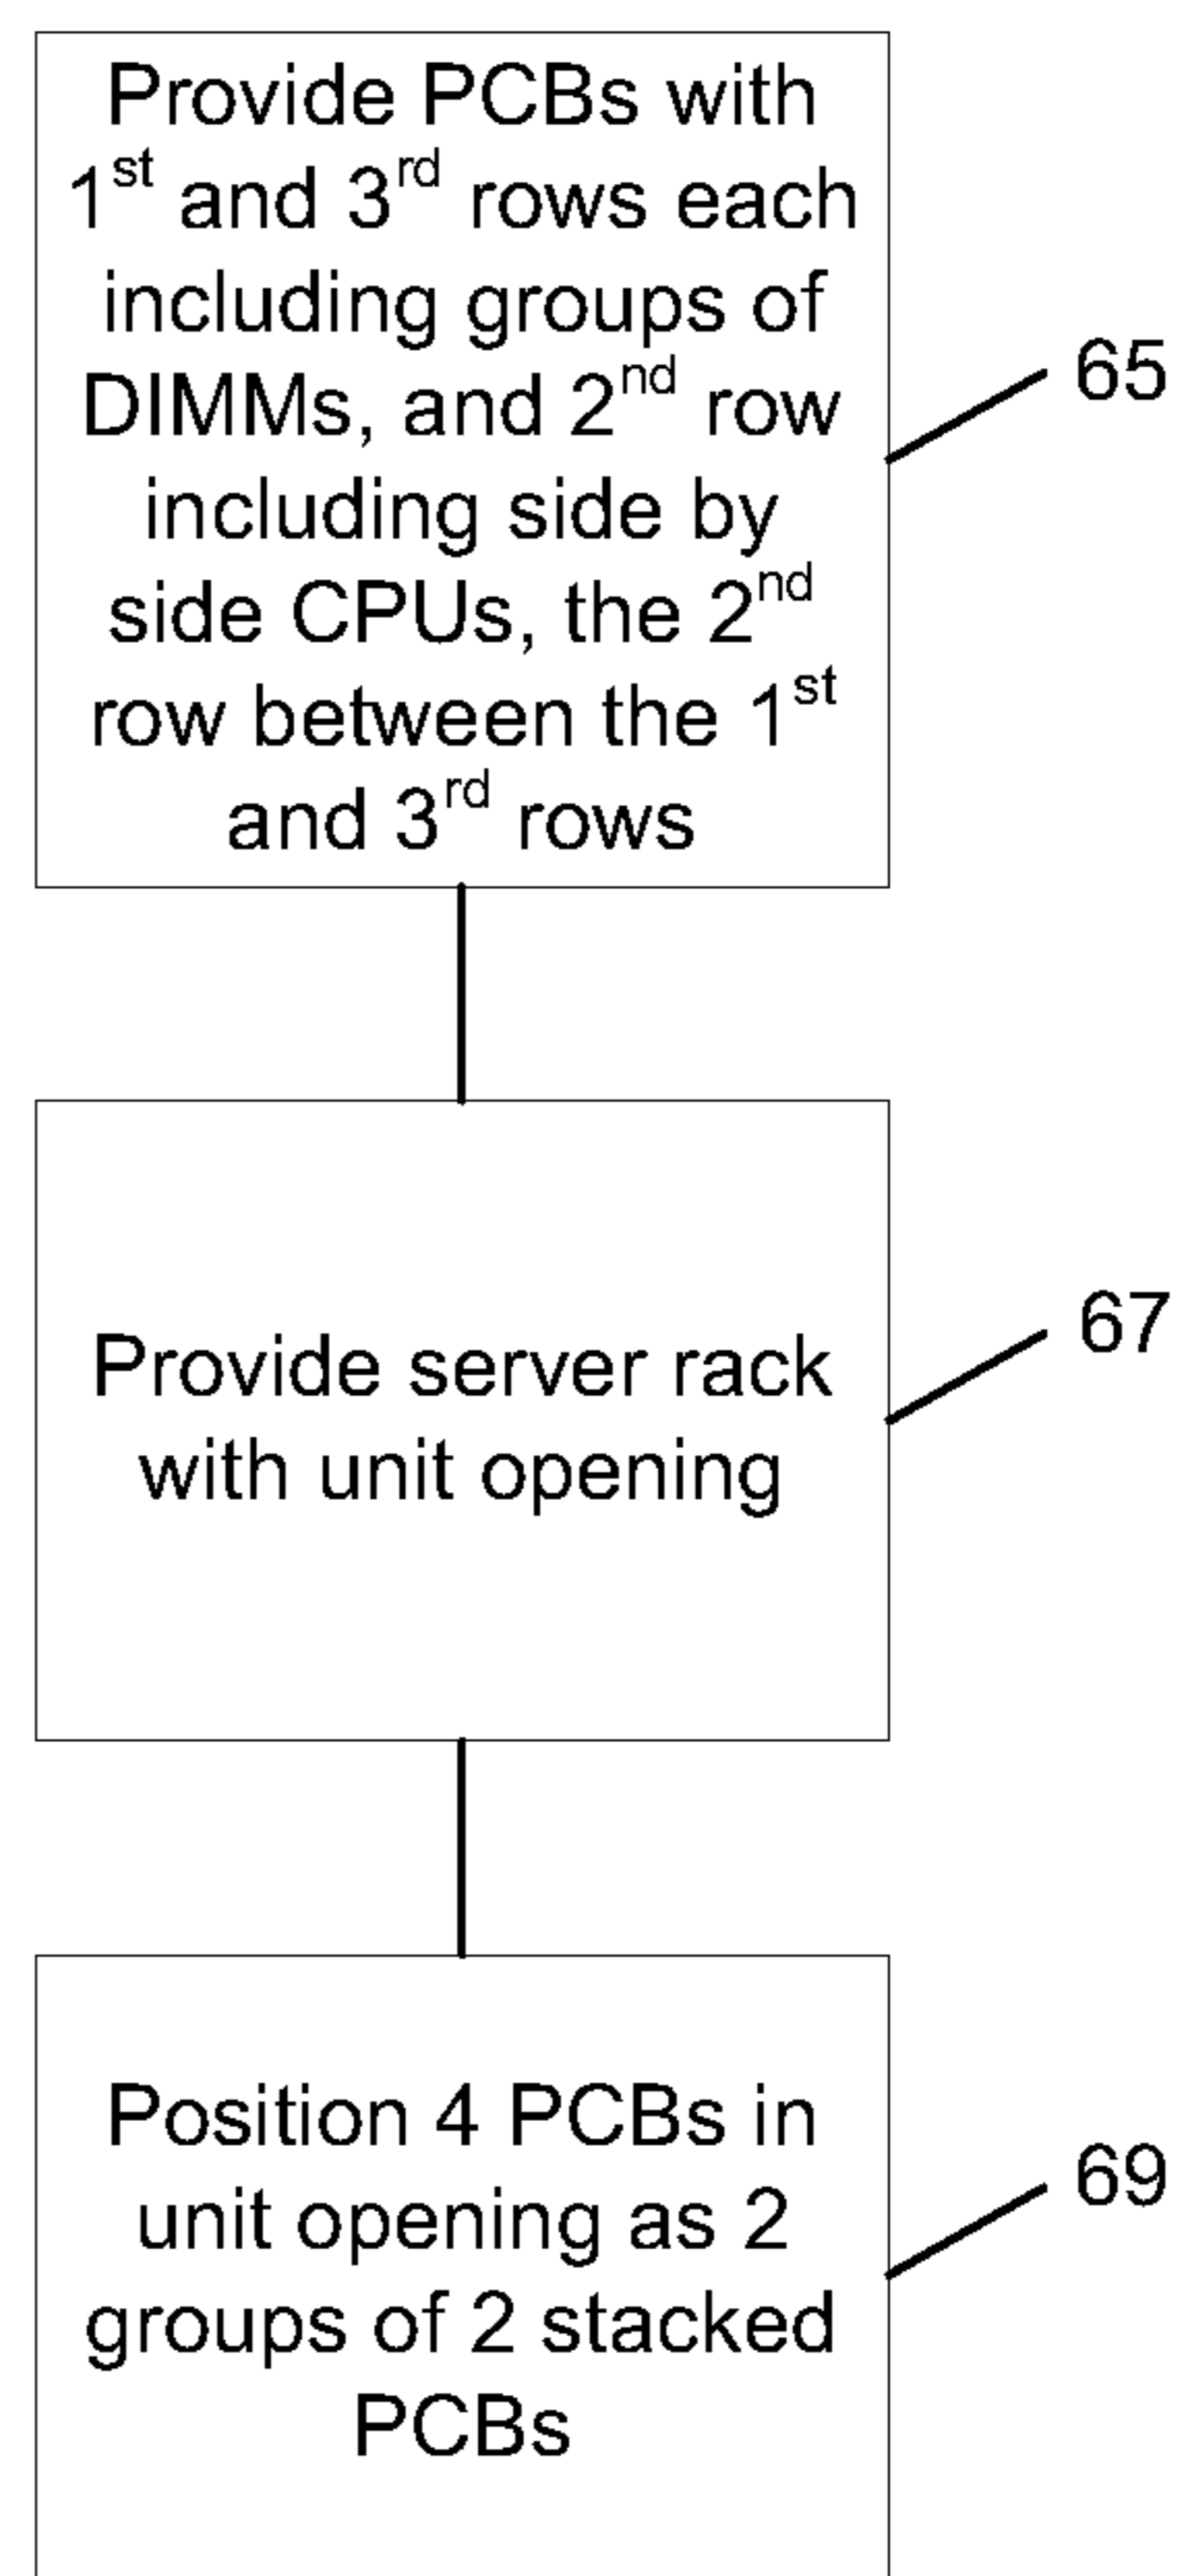 Provide PCBs with
1st and 3rd rows each
including groups of
DIMMs, and 2nd row
including side by
side CPUs, the 2nd
row between the 1st
and 3rd rows
65
Provide server rack
with unit opening
67
Position 4 PCBs in
unit opening as 2
groups of 2 stacked
PCBs
69